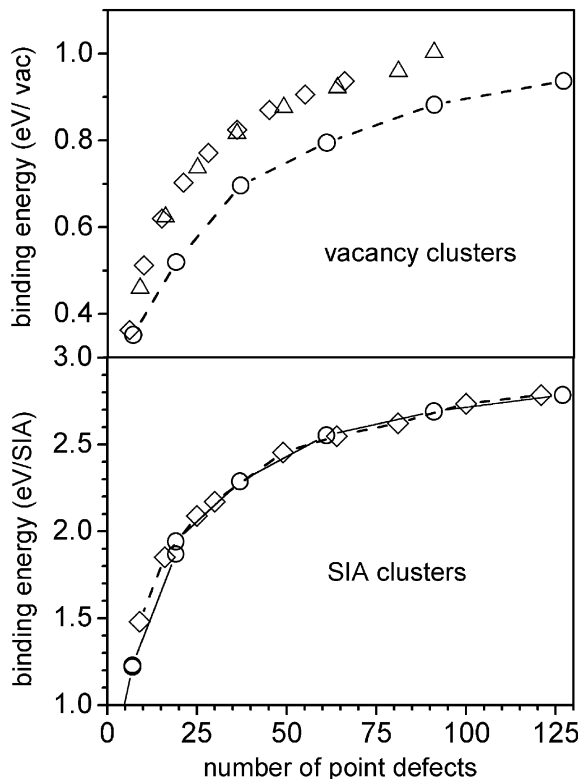 binding energy (eV/ vac)
1.0
0.8
0.6
0.4
vacancy clusters
binding energy (eV/SIA)
3.0
2.5
2.0
1.5
1.0
SIA clusters
0 25 50 75 100 125
number of point defects